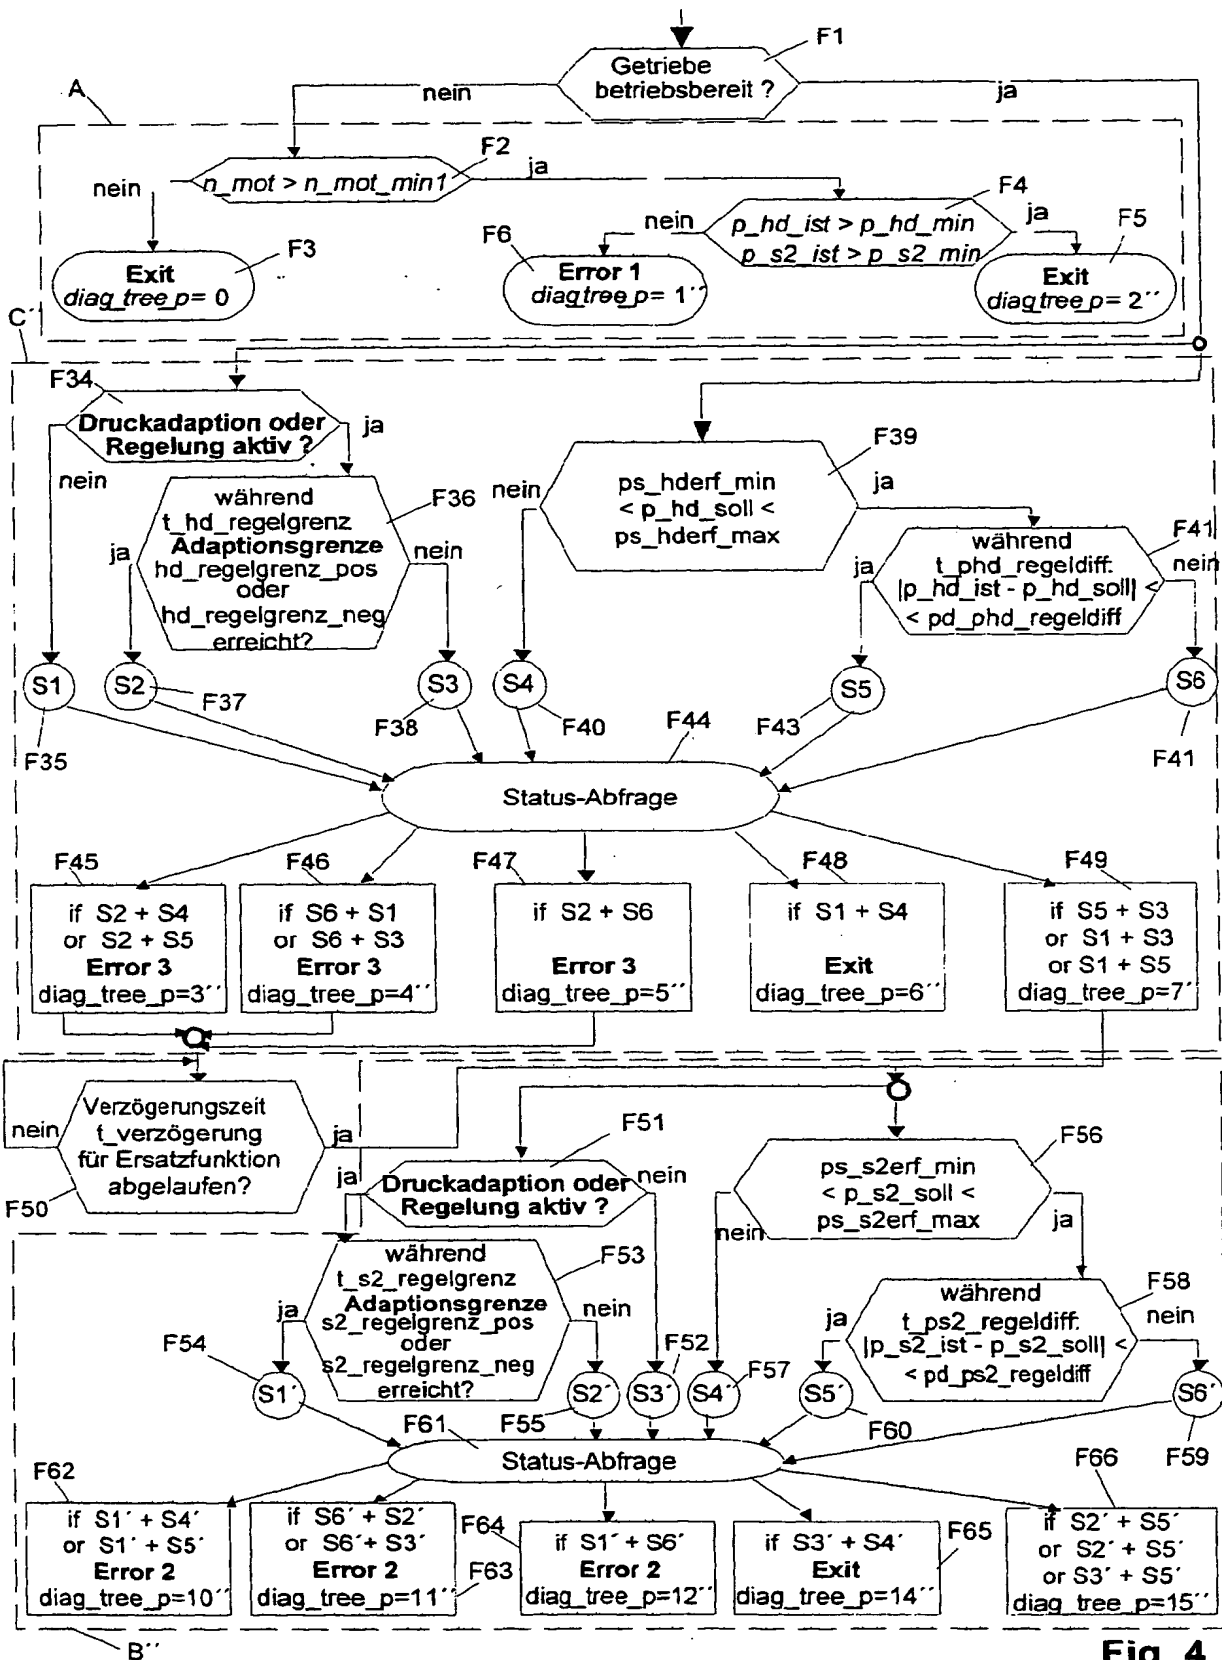 F1
Getriebe
betriebsbereit ?
nein
ja
A
F2
n_mot > n_mot_min1
nein
ja
F4
p_hd_ist > p_hd_min
p_s2_ist > p_s2_min
nein
ja
F3
Exit
diag_tree_p= 0
F6
Error 1
diagtree_p= 1´´
F5
Exit
diagtree_p= 2´´
C´´
F34
Druckadaption oder
Regelung aktiv ?
ja
nein
F36
während
t_hd_regelgrenz
Adaptionsgrenze
hd_regelgrenz_pos
oder
hd_regelgrenz_neg
erreicht?
ja
nein
F39
ps_hderf_min
< p_hd_soll <
ps_hderf_max
nein
ja
F41
während
t_phd_regeldiff.
|p_hd_ist - p_hd_soll| <
< pd_phd_regeldiff
ja
nein
S1
S2
S3
S4
S5
S6
F35
F37
F38
F40
F43
F41
F44
Status-Abfrage
F45
if S2 + S4
or S2 + S5
Error 3
diag_tree_p=3´´
F46
if S6 + S1
or S6 + S3
Error 3
diag_tree_p=4´´
F47
if S2 + S6
Error 3
diag_tree_p=5´´
F48
if S1 + S4
Exit
diag_tree_p=6´´
F49
if S5 + S3
or S1 + S3
or S1 + S5
diag_tree_p=7´
Verzögerungszeit
t_verzögerung
für Ersatzfunktion
abgelaufen?
nein
ja
F50
F51
Druckadaption oder
Regelung aktiv ?
ja
nein
F56
ps_s2erf_min
< p_s2_soll <
ps_s2erf_max
nein
ja
F53
während
t_s2_regelgrenz
Adaptionsgrenze
s2_regelgrenz_pos
oder
s2_regelgrenz_neg
erreicht?
ja
nein
F58
während
t_ps2_regeldiff.
|p_s2_ist - p_s2_soll| <
< pd_ps2_regeldiff
ja
nein
F54
F52
F57
S1´
S2´
S3´
S4´
S5´
S6´
F55
F60
F59
F61
Status-Abfrage
F62
if S1´ + S4´
or S1´ + S5´
Error 2
diag_tree_p=10´´
if S6´ + S2´
or S6´+ S3´
Error 2
diag_tree_p=11´´
F63
F64
if S1´ + S6´
Error 2
diag_tree_p=12´´
if S3´ + S4´
Exit
diag_tree_p=14´´
F65
F66
if S2´ + S5´
or S2´ + S5´
or S3´ + S5´
diag_tree_p=15´´
B´´
Fig. 4